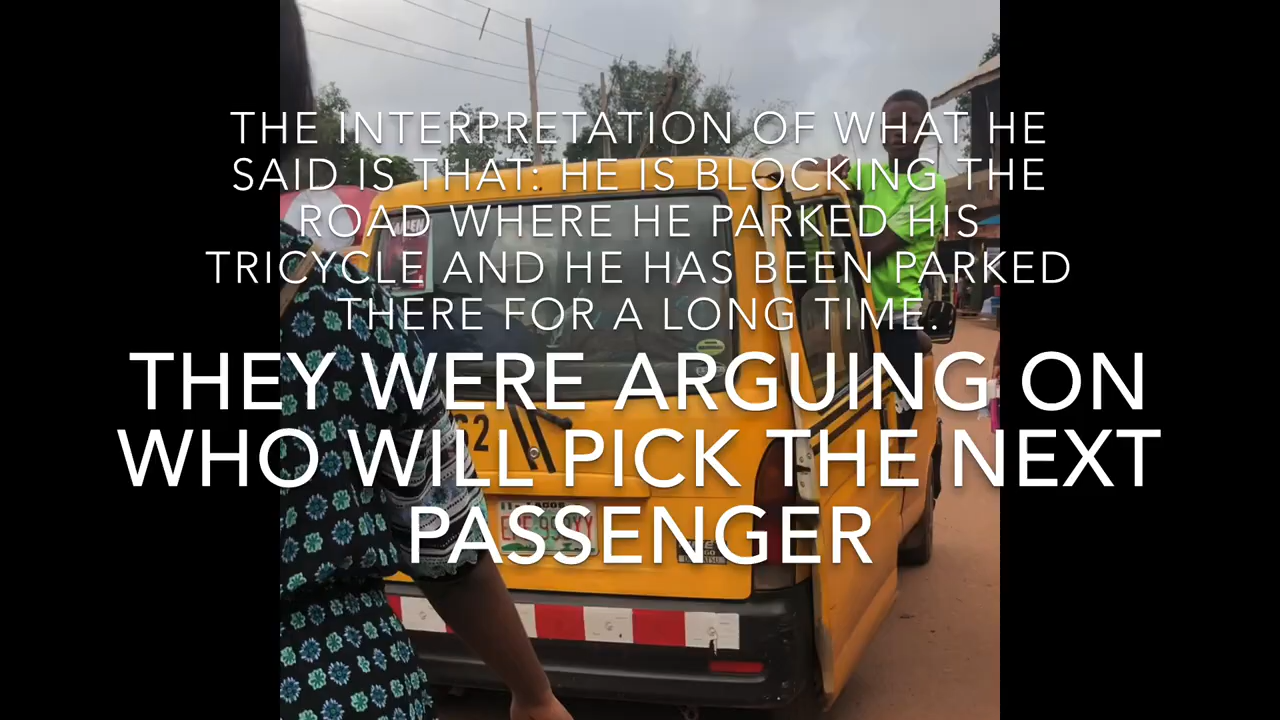 THE INTERPRETATION OF WHAT HE
SAID IS THAT: HE IS BLOCKING THE
ROAD WHERE HE PARKED HIS
TRICYCLE AND HE HAS BEEN PARKED
THERE FOR A LONG TIME.
THEY WERE ARGUING ON
WHO WILL PICK THE NEXT
PASSENGER